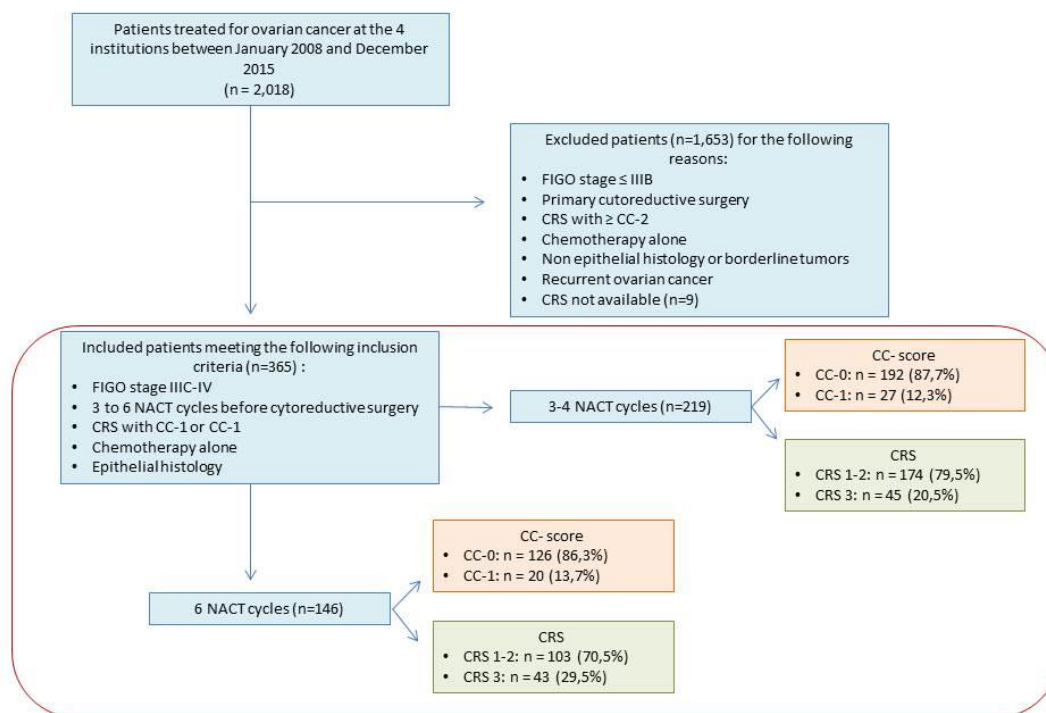 Patients treated for ovarian cancer at the 4
institutions between January 2008 and December
2015
(n = 2,018)
Excluded patients (n=1,653) for the following
reasons:
• FIGO stage ≤ IIIB
• Primary cutoreductive surgery
• CRS with ≥ CC-2
• Chemotherapy alone
• Non epithelial histology or borderline tumors
• Recurrent ovarian cancer
• CRS not available (n=9)
Included patients meeting the following inclusion
criteria (n=365) :
• FIGO stage IIIC-IV
• 3 to 6 NACT cycles before cytoreductive surgery
• CRS with CC-1 or CC-1
• Chemotherapy alone
• Epithelial histology
3-4 NACT cycles (n=219)
CC- score
• CC-0: n = 192 (87,7%)
• CC-1: n = 27 (12,3%)
CRS
• CRS 1-2: n = 174 (79,5%)
• CRS 3: n = 45 (20,5%)
6 NACT cycles (n=146)
CC- score
• CC-0: n = 126 (86,3%)
• CC-1: n = 20 (13,7%)
CRS
• CRS 1-2: n = 103 (70,5%)
• CRS 3: n = 43 (29,5%)